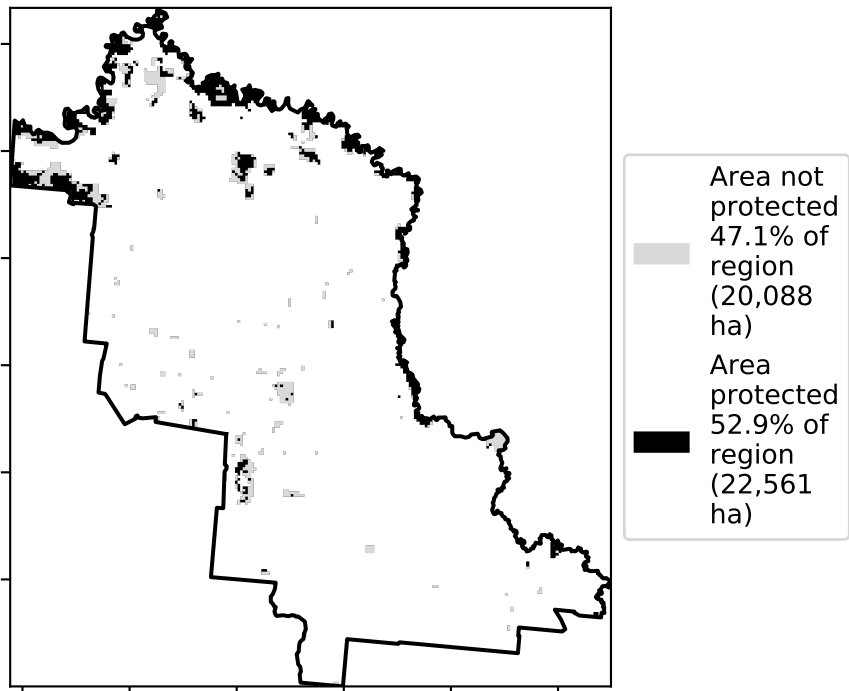 Area not
protected
47.1% of
region
(20,088
ha)
Area
protected
52.9% of
region
(22,561
ha)